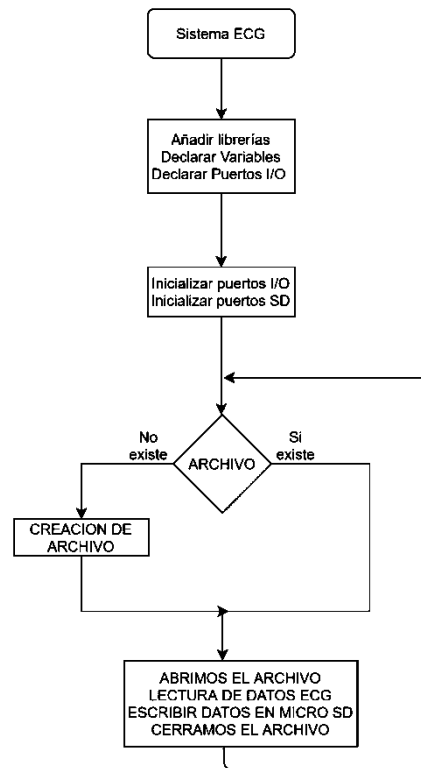 Sistema ECG
Añadir librerías
Declarar Variables
Declarar Puertos I/O
Inicializar puertos I/O
Inicializar puertos SD
No
existe
ARCHIVO
Si
existe
CREACION DE
ARCHIVO
ABRIMOS EL ARCHIVO
LECTURA DE DATOS ECG
ESCRIBIR DATOS EN MICRO SD
CERRAMOS EL ARCHIVO